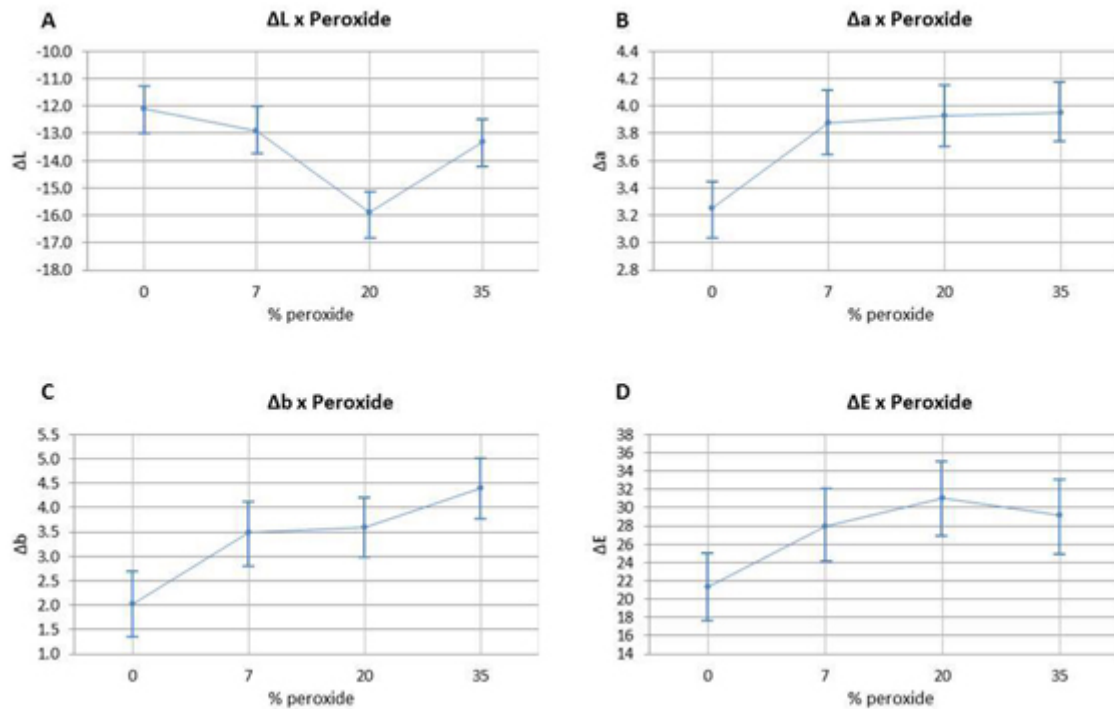 A
ΔL x Peroxide
-10.0
-11.0
-12.0
-13.0
-14.0
-15.0
-16.0
-17.0
-18.0
ΔL
0 7 20 35
% peroxide
B
Δa x Peroxide
4.4
4.2
4.0
3.8
3.6
3.4
3.2
3.0
2.8
Δa
0 7 20 35
% peroxide
C
Δb x Peroxide
5.5
5.0
4.5
4.0
3.5
3.0
2.5
2.0
1.5
1.0
Δb
0 7 20 35
% peroxide
D
ΔE x Peroxide
38
36
34
32
30
28
26
24
22
20
18
16
14
ΔE
0 7 20 35
% peroxide